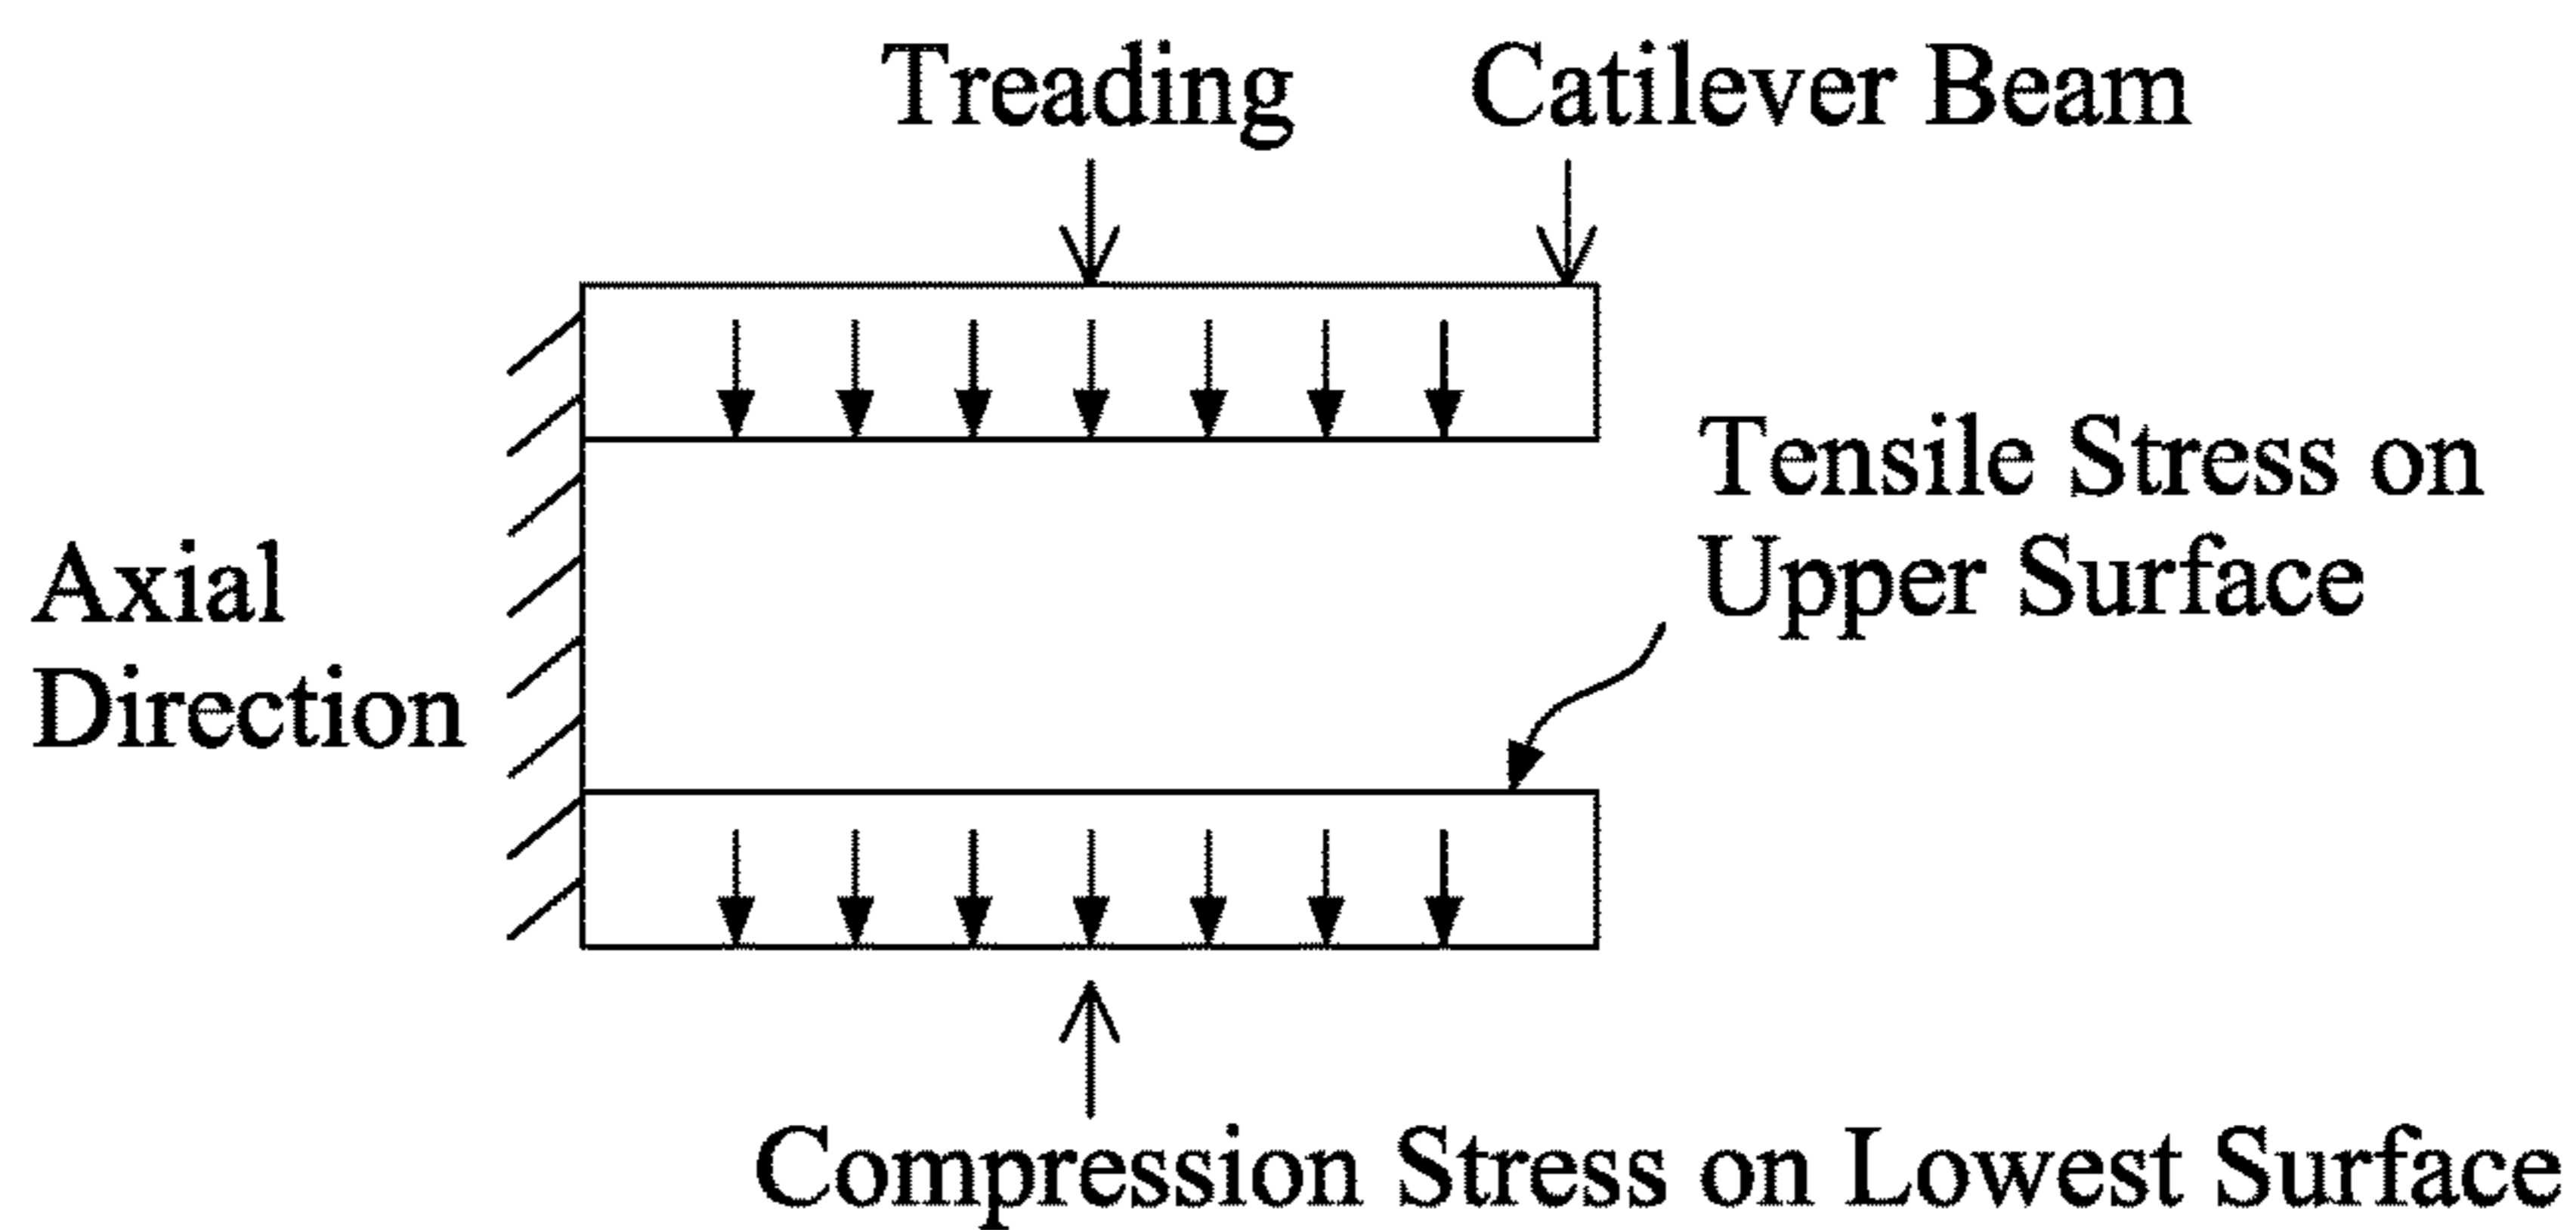 Treading
Catilever Beam
Tensile Stress on
Upper Surface
Axial
Direction
Compression Stress on Lowest Surface